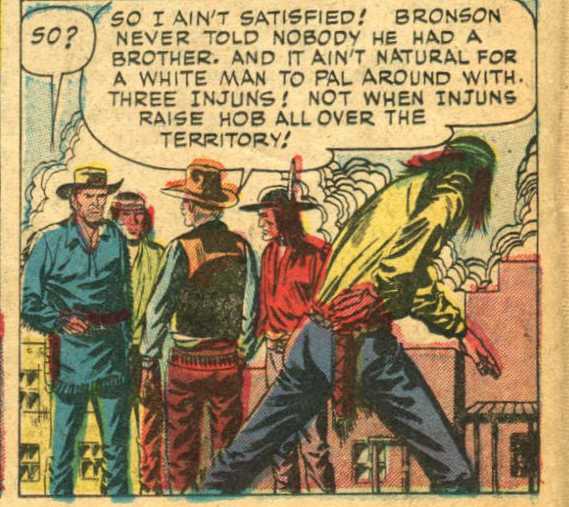 SO?
SO I AIN'T SATISFIED! BRONSON
NEVER TOLD NOBODY HE HAD A
BROTHER. AND IT AIN'T NATURAL FOR
A WHITE MAN TO PAL AROUND WITH
THREE INJUNS! NOT WHEN INJUNS
RAISE HOB ALL OVER THE
TERRITORY!